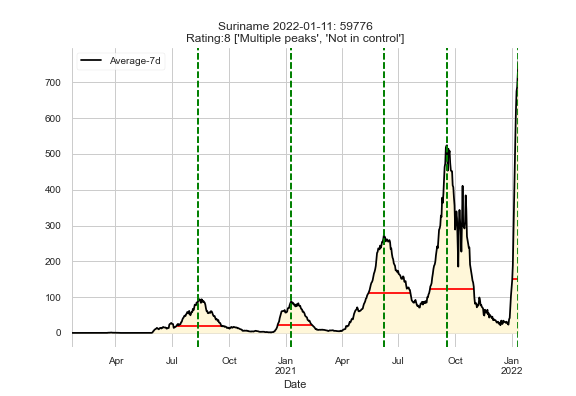 Suriname 2022-01-11: 59776
Rating:8 ['Multiple peaks', 'Not in control']
Average-7d
700
600
500
400
300
200
100
0
Apr Jul Oct Jan Apr Jul Oct Jan
2021 2022
Date